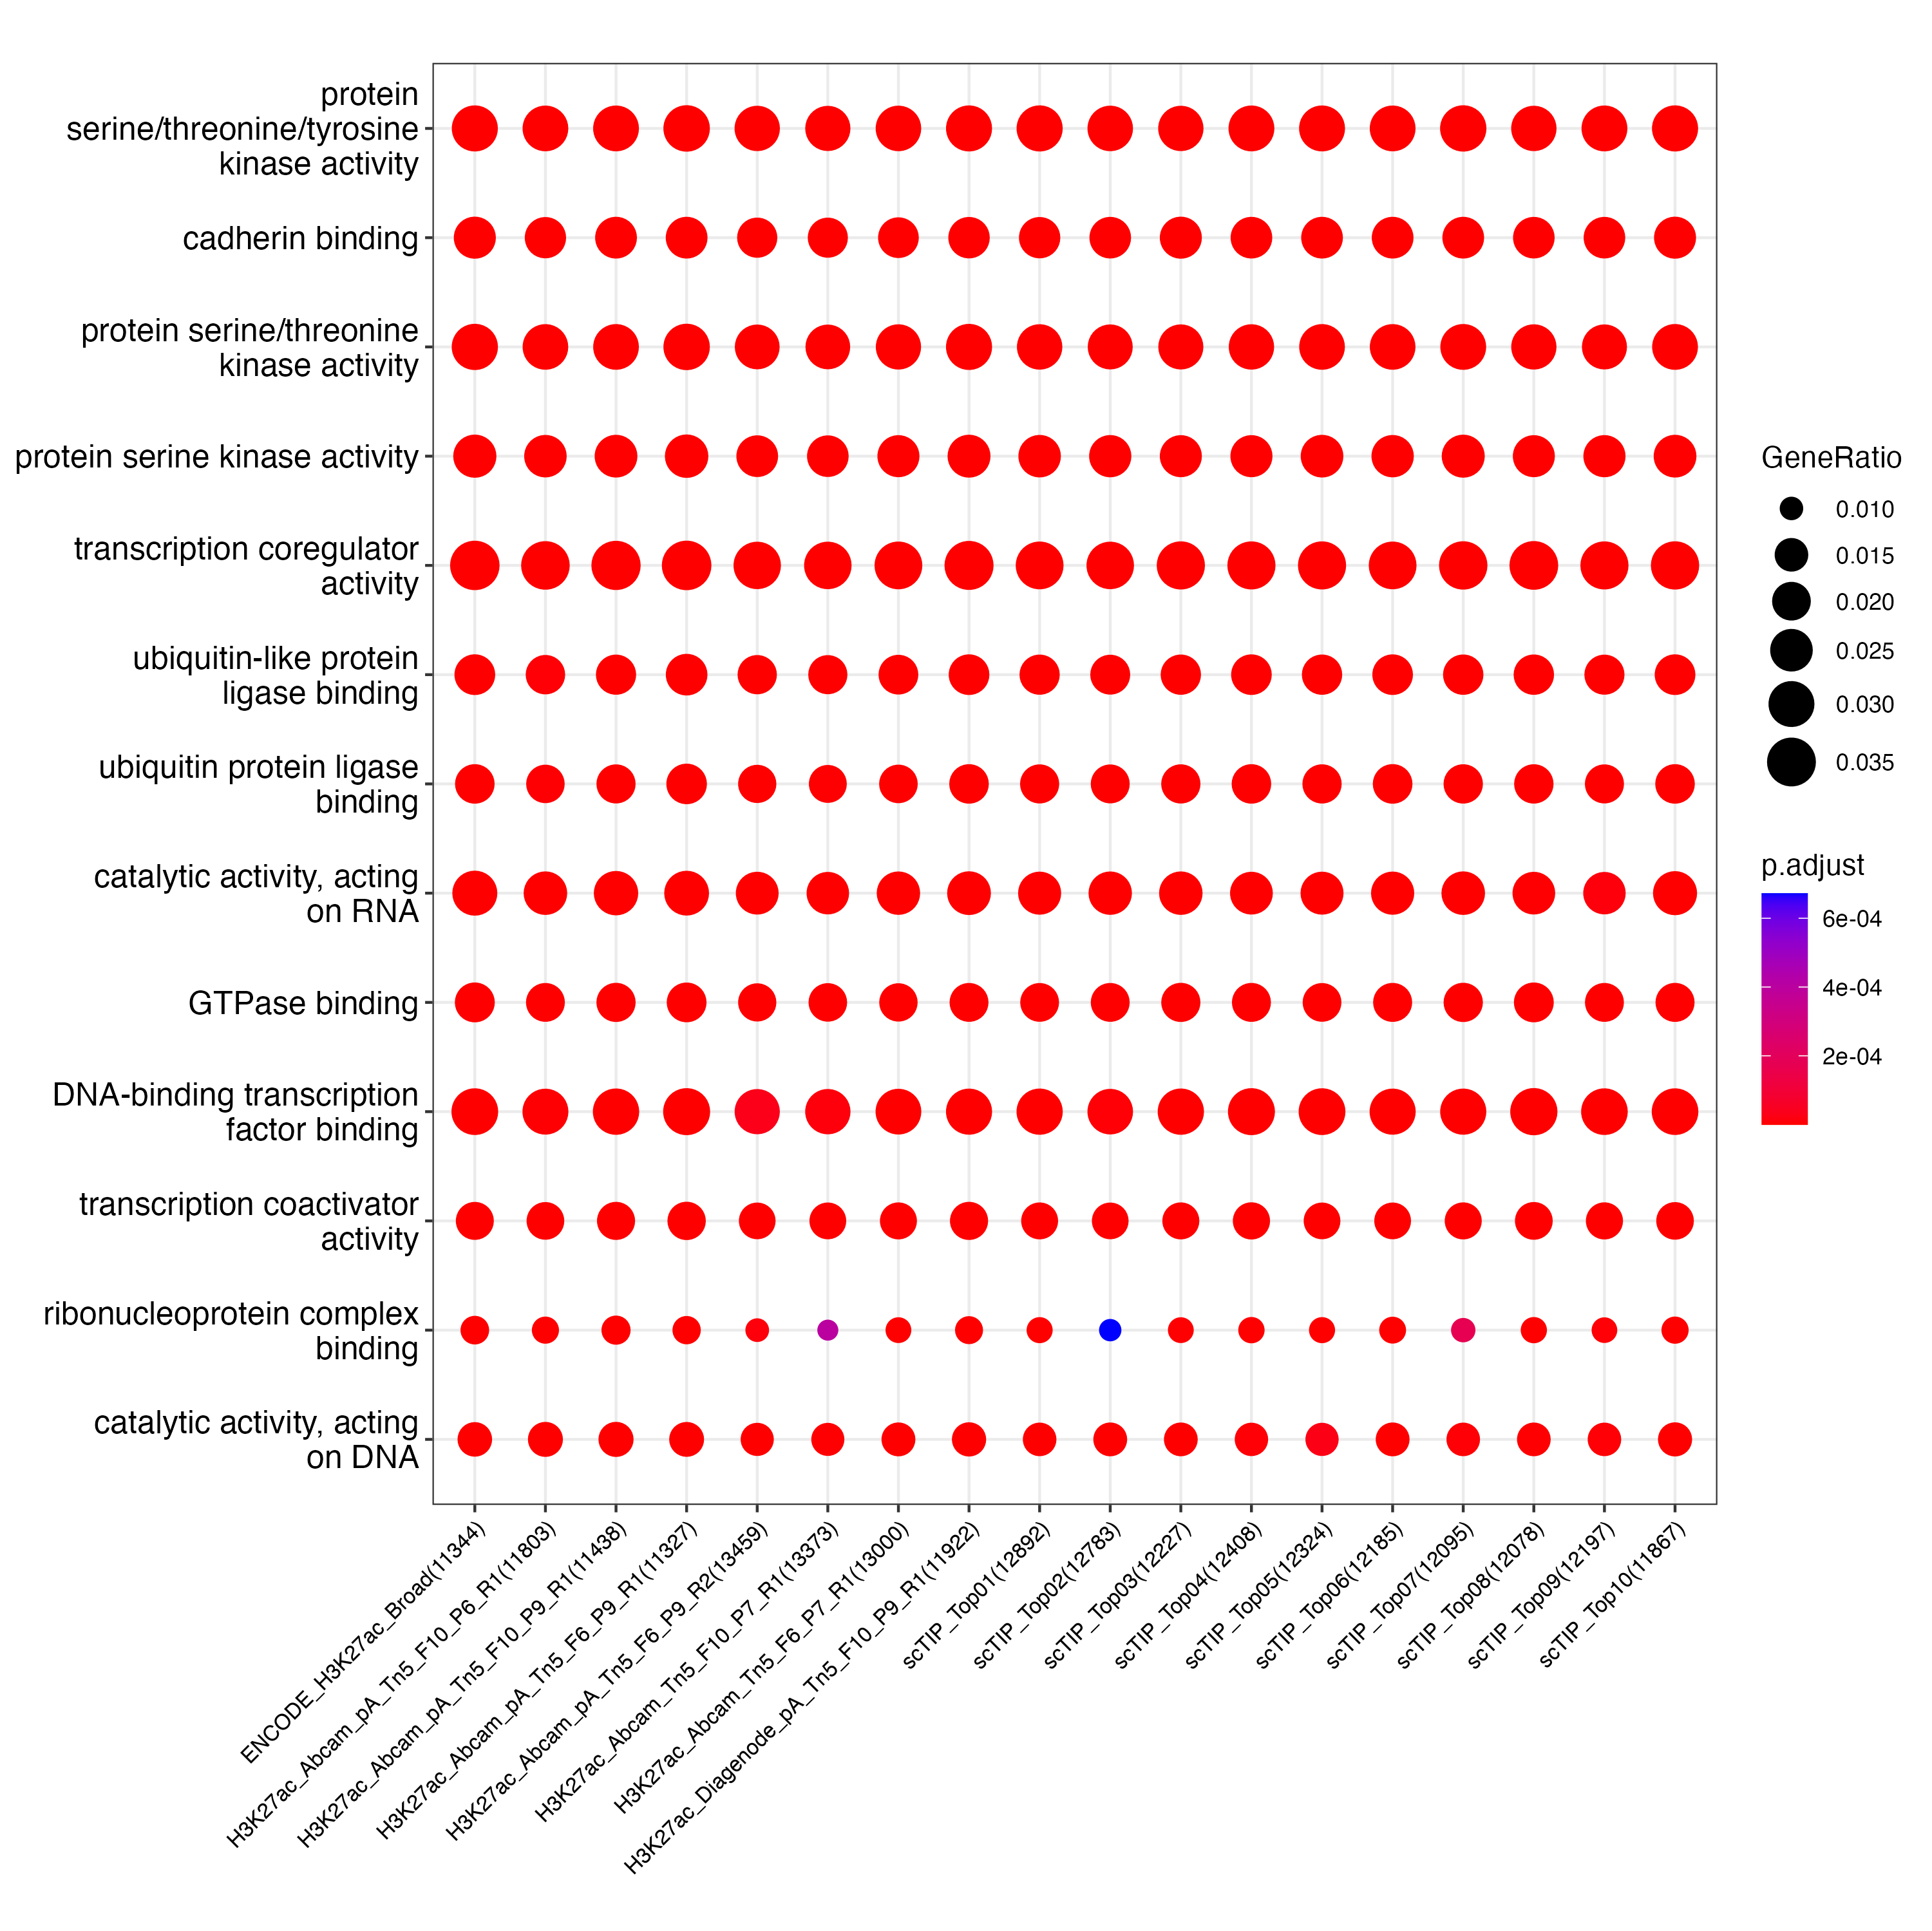 protein
serine/threonine/tyrosine
kinase activity
cadherin binding
protein serine/threonine
kinase activity
protein serine kinase activity
transcription coregulator
activity
ubiquitin-like protein
ligase binding
ubiquitin protein ligase
binding
catalytic activity, acting
on RNA
GTPase binding
DNA-binding transcription
factor binding
transcription coactivator
activity
ribonucleoprotein complex
binding
catalytic activity, acting
on DNA
ENCODE_H3K27ac_Broad(11344)
H3K27ac_Abcam_pA_Tn5_F10_P6_R1(11803)
H3K27ac_Abcam_pA_Tn5_F10_P9_R1(11438)
H3K27ac_Abcam_pA_Tn5_F6_P9_R1(11327)
H3K27ac_Abcam_pA_Tn5_F6_P9_R2(13459)
H3K27ac_Abcam_Tn5_F10_P7_R1(13373)
H3K27ac_Abcam_Tn5_F6_P7_R1(13000)
H3K27ac_Diagenode_pA_Tn5_F10_P9_R1(11922)
scTIP_Top01(12892)
scTIP_Top02(12783)
scTIP_Top03(12227)
scTIP_Top04(12408)
scTIP_Top05(12324)
scTIP_Top06(12185)
scTIP_Top07(12095)
scTIP_Top08(12078)
scTIP_Top09(12197)
scTIP_Top10(11867)
GeneRatio
0.010
0.015
0.020
0.025
0.030
0.035
p.adjust
6e-04
4e-04
2e-04